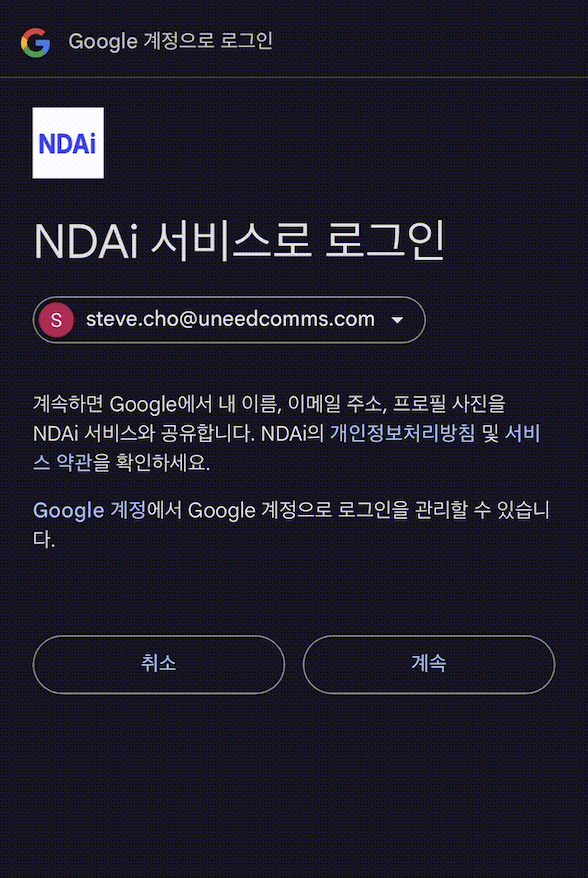 Google 계정으로 로그인
NDAi
NDAi 서비스로 로그인
S steve.cho@uneedcomms.com
계속하면 Google에서 내 이름, 이메일 주소, 프로필 사진을
NDAi 서비스와 공유합니다. NDAi의 개인정보처리방침 및 서비
스 약관을 확인하세요.
Google 계정에서 Google 계정으로 로그인을 관리할 수 있습니
다.
취소 계속